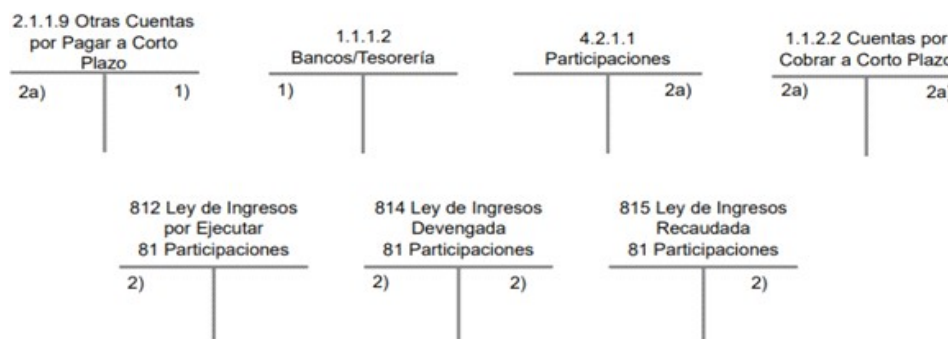 2.1.1.9 Otras Cuentas
por Pagar a Corto
Plazo
2a)
1)
1.1.1.2
Bancos/Tesorería
1)
4.2.1.1
Participaciones
2a)
1.1.2.2 Cuentas por
Cobrar a Corto Plazo
2a)
2a)
812 Ley de Ingresos
por Ejecutar
81 Participaciones
2)
814 Ley de Ingresos
Devengada
81 Participaciones
2)
2)
815 Ley de Ingresos
Recaudada
81 Participaciones
2)